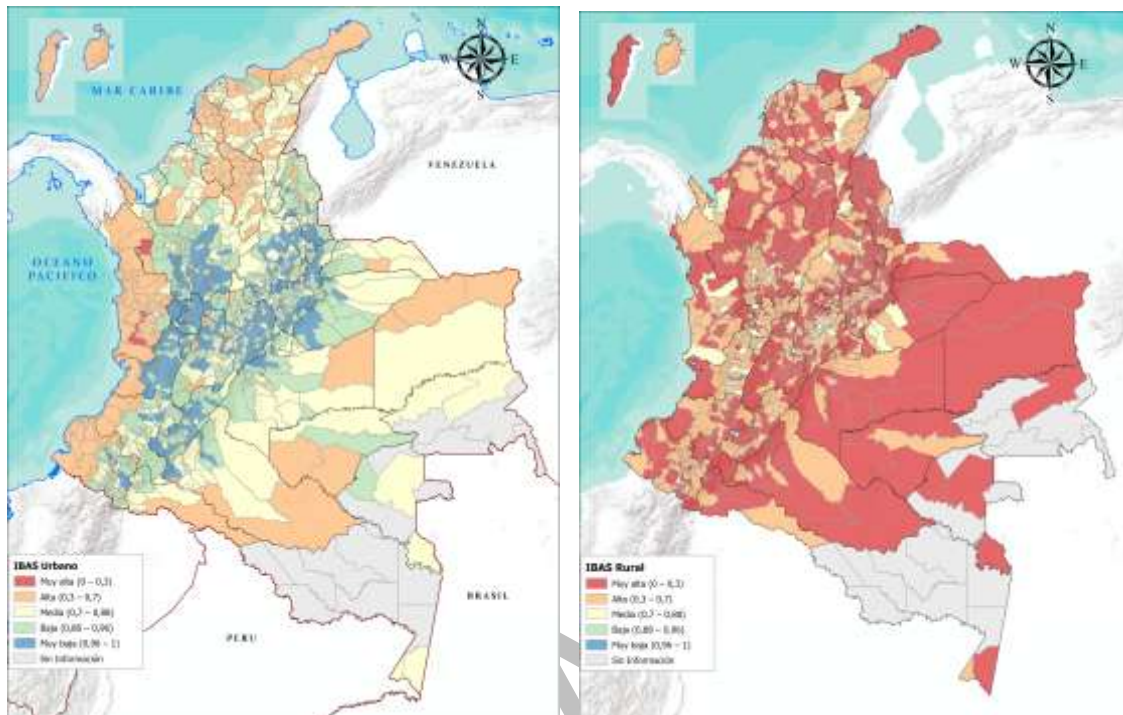 N
W E
S
MAR CARIBE
VENEZUELA
OCEANO
PACIFICO
BRASIL
PERU
IBAS Urbano
Muy alta (0 – 0,3)
Alta (0,3 – 0,7)
Media (0,7 – 0,88)
Baja (0,88 – 0,96)
Muy baja (0,96 – 1)
Sin Información
N
W E
S
IBAS Rural
Muy alta (0 – 0,3)
Alta (0,3 – 0,7)
Media (0,7 – 0,88)
Baja (0,88 – 0,96)
Muy baja (0,96 – 1)
Sin Información